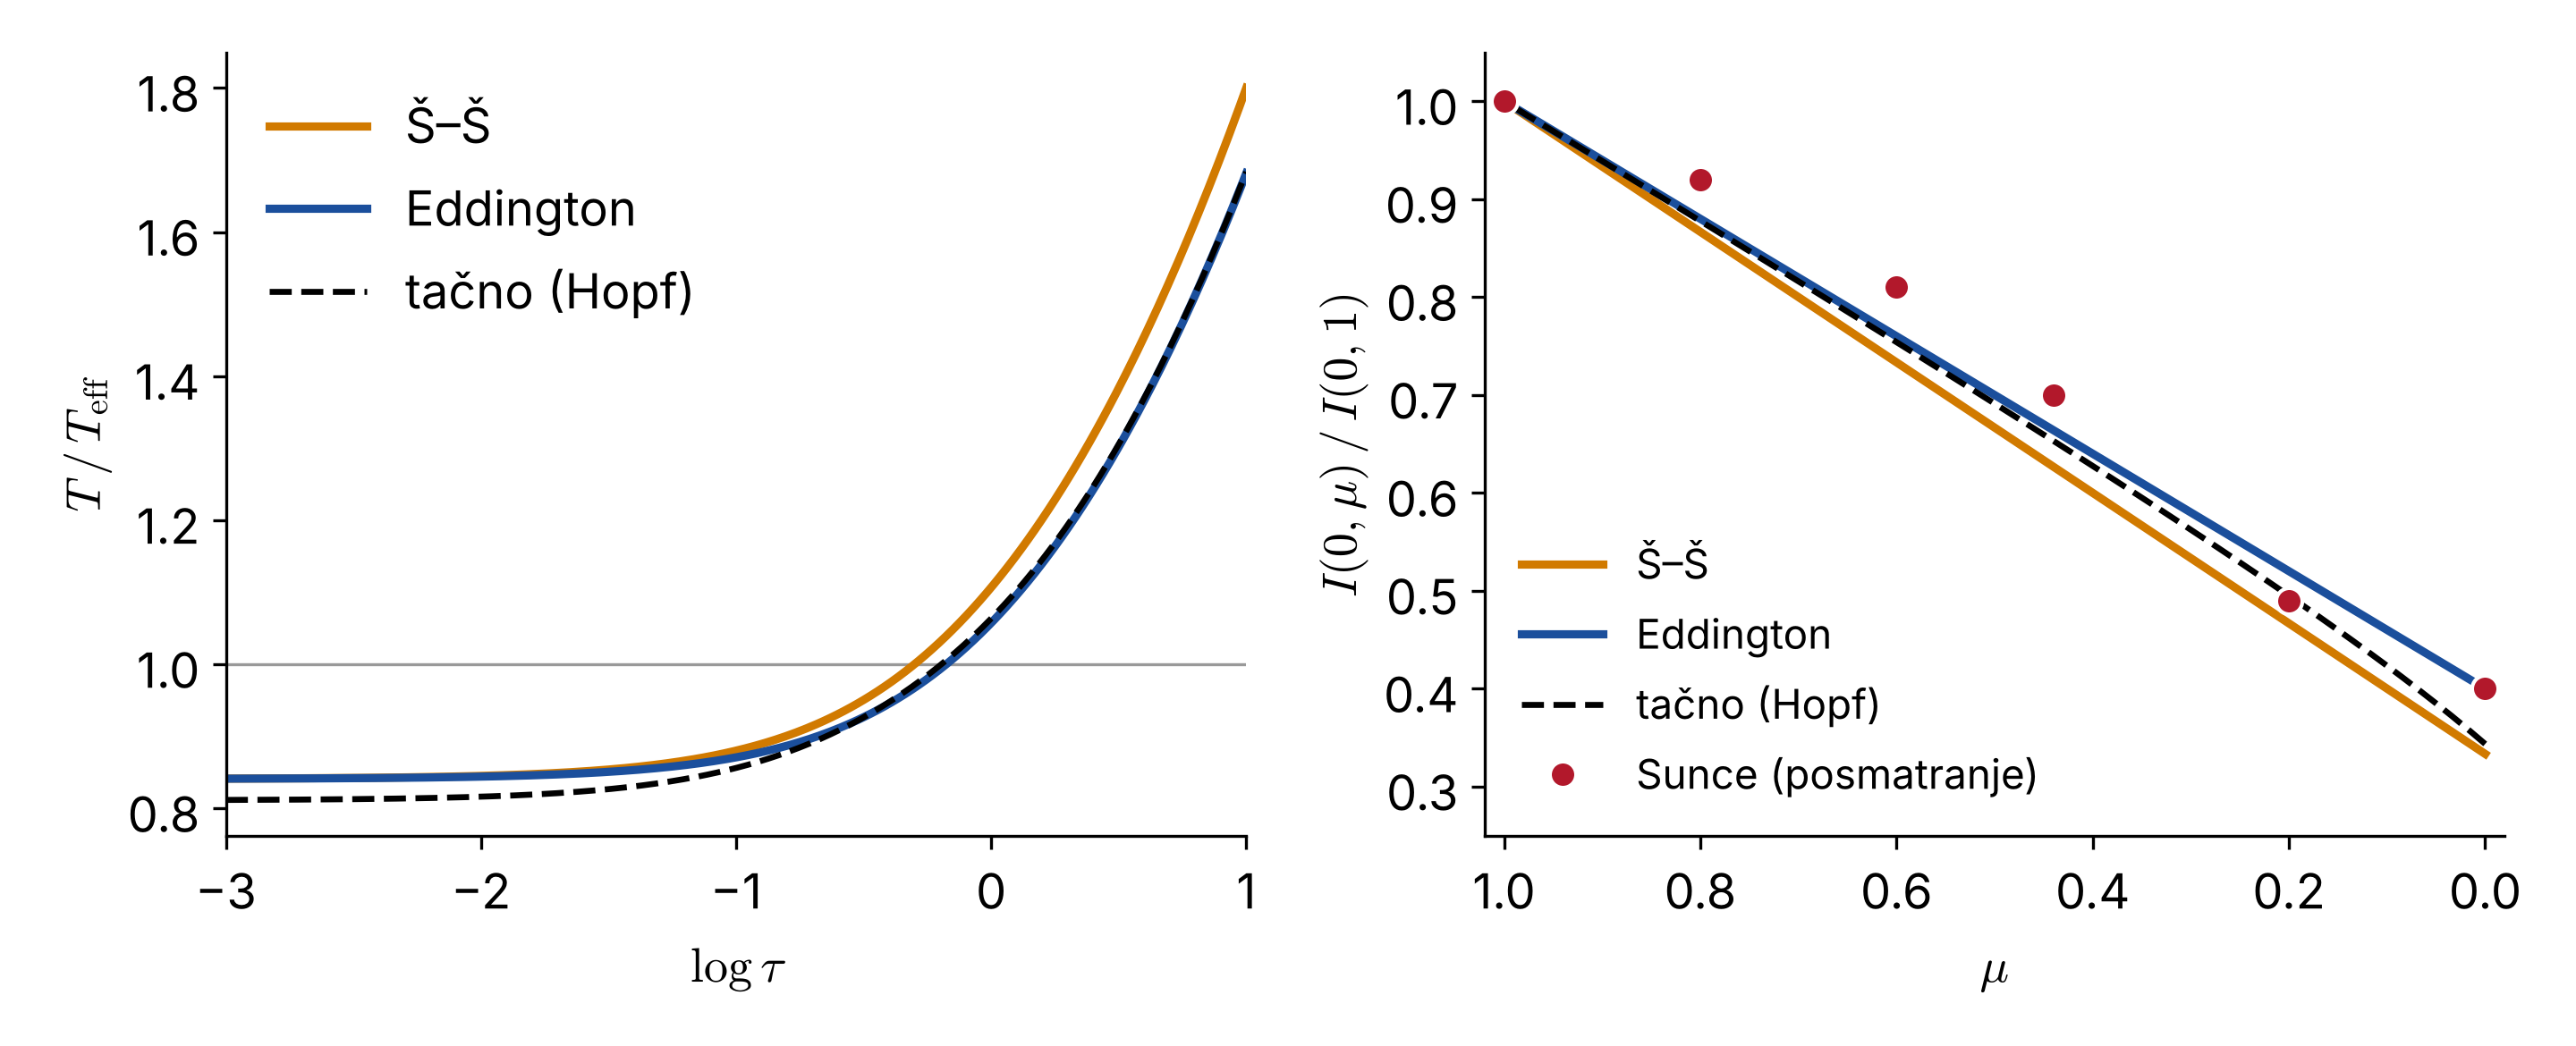 1.8
1.6
1.4
1.2
1.0
0.8
T / T_eff
Š–Š
Eddington
tačno (Hopf)
−3 −2 −1 0 1
log τ
1.0
0.9
0.8
0.7
0.6
0.5
0.4
0.3
I(0, μ) / I(0, 1)
Š–Š
Eddington
tačno (Hopf)
Sunce (posmatranje)
1.0 0.8 0.6 0.4 0.2 0.0
μ